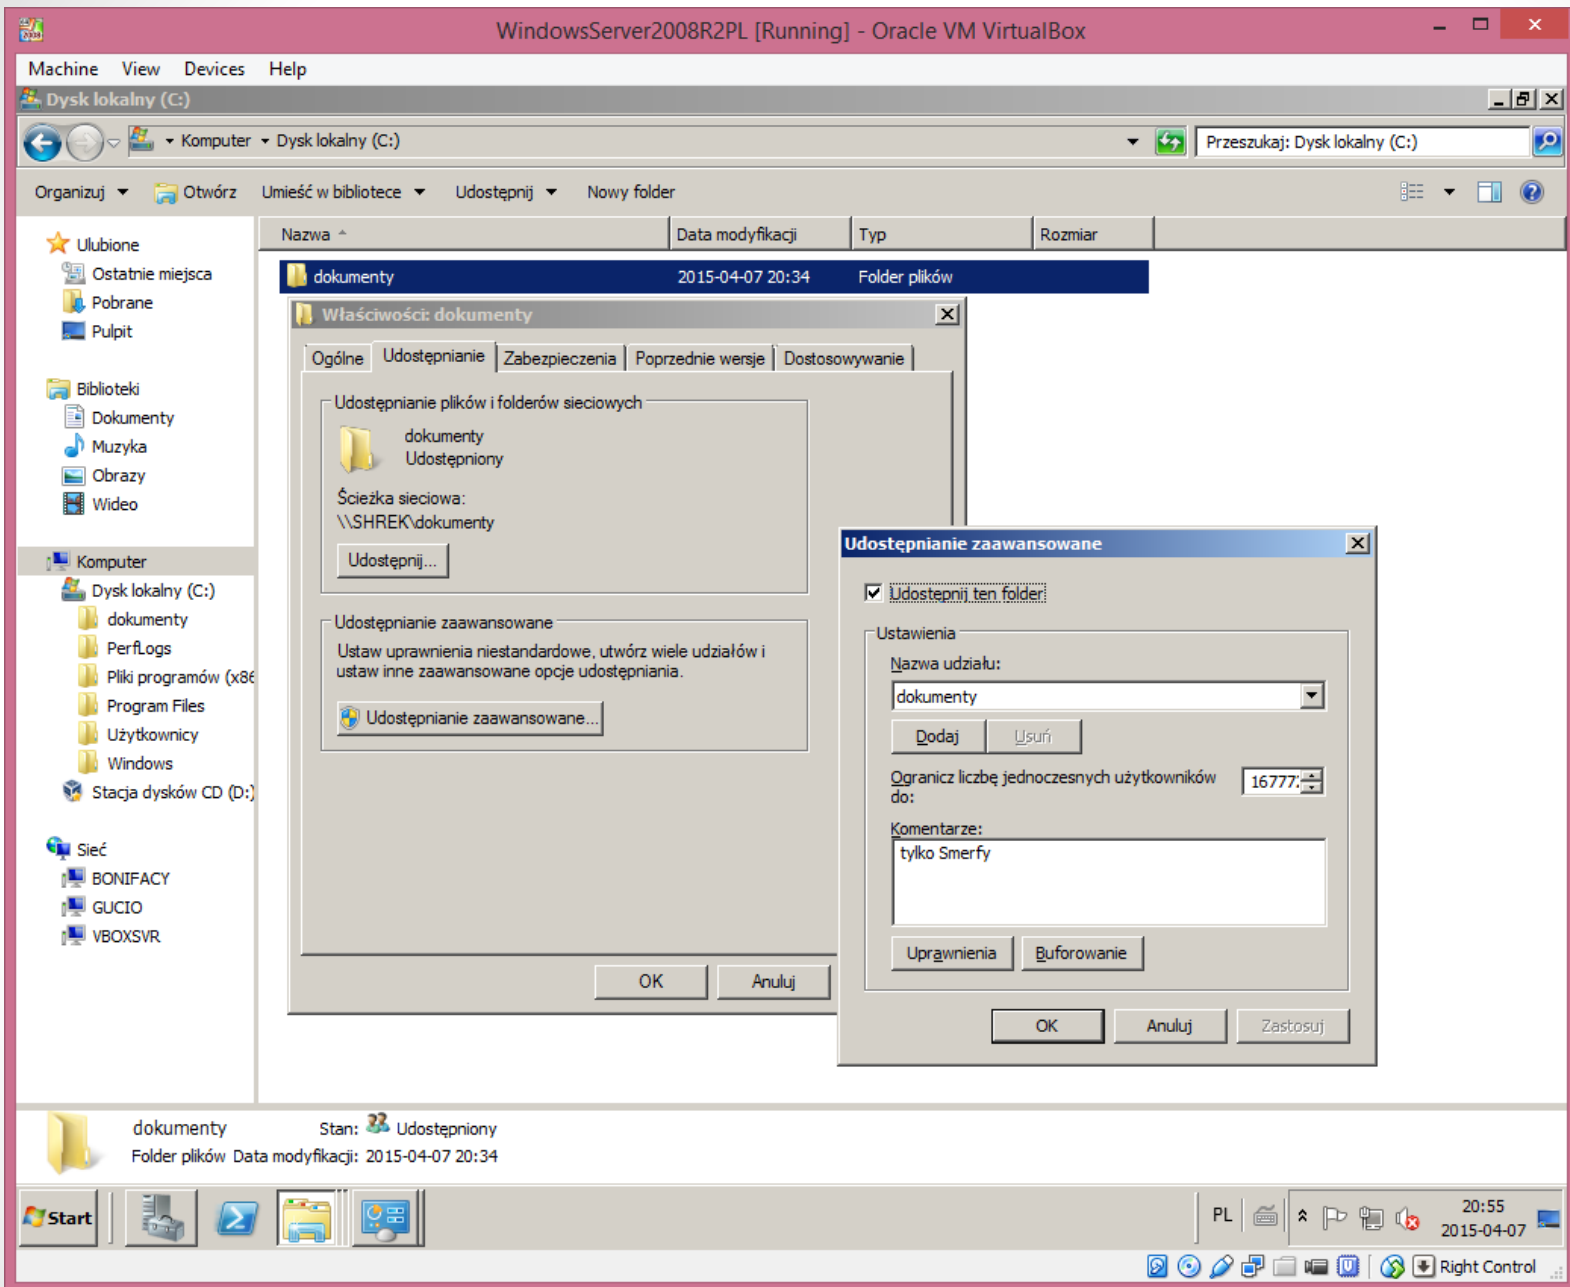 WindowsServer2008R2PL [Running] - Oracle VM VirtualBox
Machine View Devices Help
Dysk lokalny (C:)
Komputer Dysk lokalny (C:)
Przeszukaj: Dysk lokalny (C:)
Organizuj Otwórz Umieść w bibliotece Udostępnij Nowy folder
Nazwa Data modyfikacji Typ Rozmiar
dokumenty 2015-04-07 20:34 Folder plików
Ulubione
Ostatnie miejsca
Pobrane
Pulpit
Biblioteki
Dokumenty
Muzyka
Obrazy
Wideo
Komputer
Dysk lokalny (C:)
dokumenty
PerfLogs
Pliki programów (x86
Program Files
Użytkownicy
Windows
Stacja dysków CD (D:)
Sieć
BONIFACY
GUCIO
VBOXSVR
Właściwości: dokumenty
Ogólne Udostępnianie Zabezpieczenia Poprzednie wersje Dostosowywanie
Udostępnianie plików i folderów sieciowych
dokumenty
Udostępniony
Ścieżka sieciowa:
\\SHREK\dokumenty
Udostępnij...
Udostępnianie zaawansowane
Ustaw uprawnienia niestandardowe, utwórz wiele udziałów i
ustaw inne zaawansowane opcje udostępniania.
Udostępnianie zaawansowane...
OK Anuluj
Udostępnianie zaawansowane
Udostępnij ten folder
Ustawienia
Nazwa udziału:
dokumenty
Dodaj Usuń
Ogranicz liczbę jednoczesnych użytkowników
do:
16777
Komentarze:
tylko Smerfy
Uprawnienia Buforowanie
OK Anuluj Zastosuj
dokumenty Stan: Udostępniony
Folder plików Data modyfikacji: 2015-04-07 20:34
Start
PL
20:55
2015-04-07
Right Control